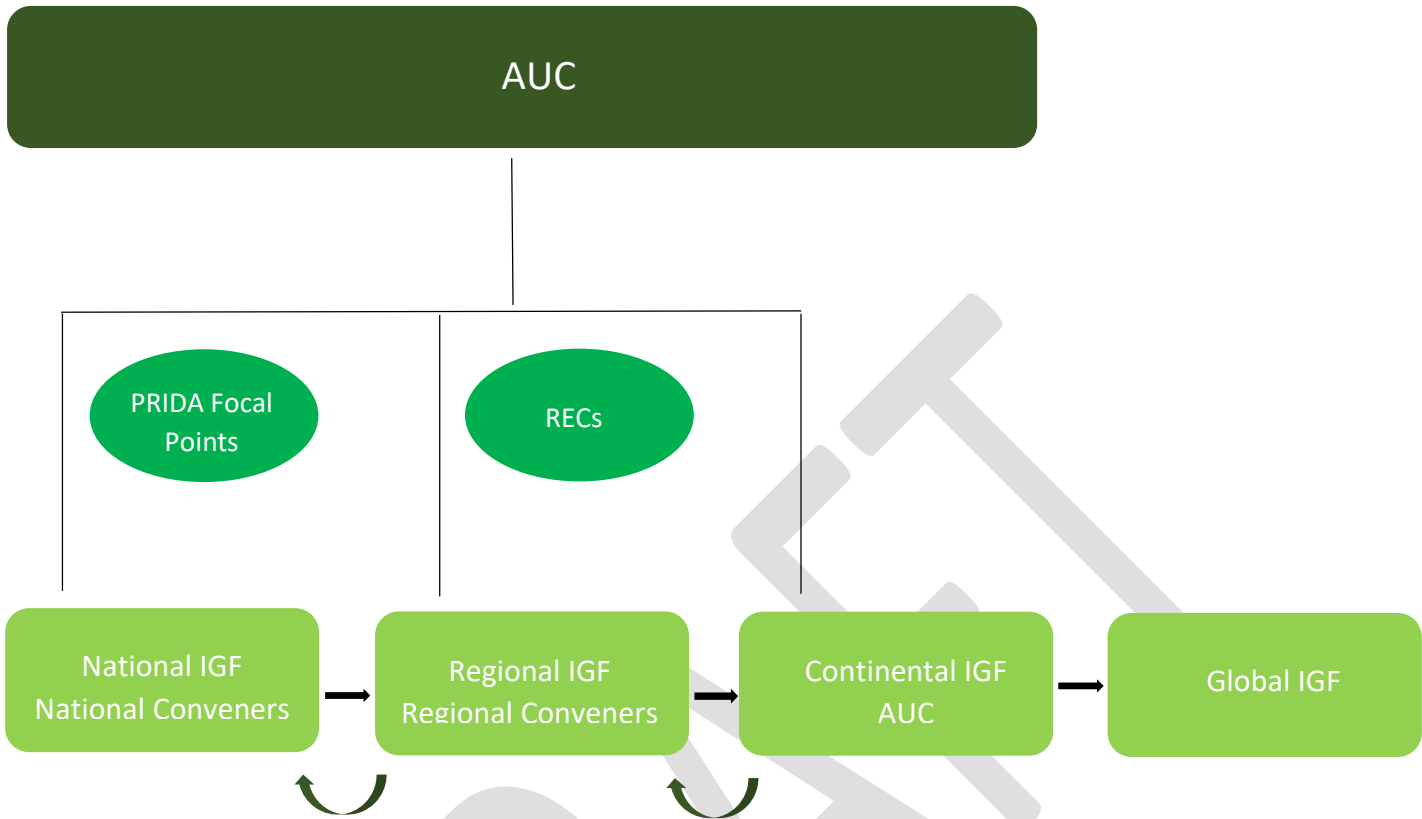 AUC
PRIDA Focal
Points
RECs
National IGF
National Conveners
Regional IGF
Regional Conveners
Continental IGF
AUC
Global IGF